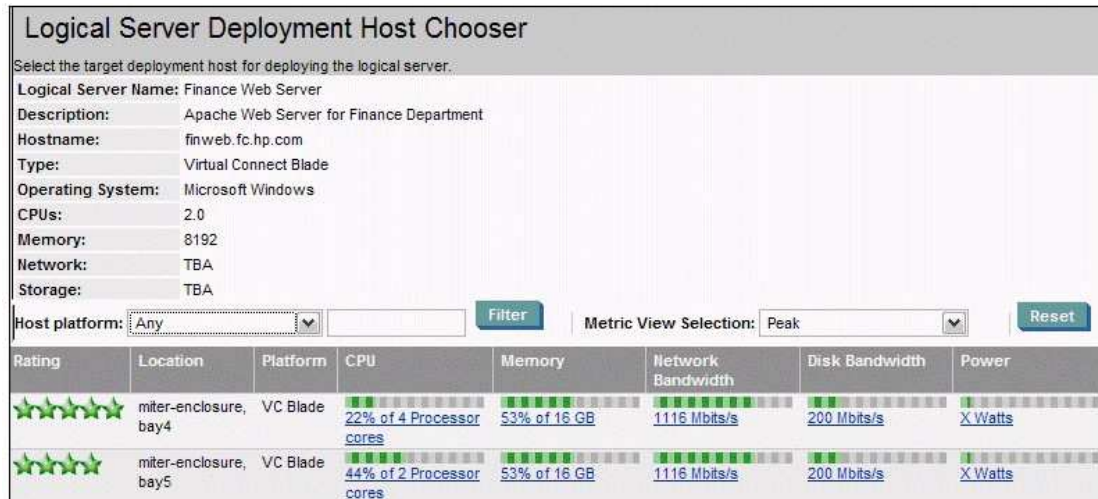 Logical Server Deployment Host Chooser
Select the target deployment host for deploying the logical server.
Logical Server Name: Finance Web Server
Description: Apache Web Server for Finance Department
Hostname: finweb.fc.hp.com
Type: Virtual Connect Blade
Operating System: Microsoft Windows
CPUs: 2.0
Memory: 8192
Network: TBA
Storage: TBA
Host platform: Any Filter Metric View Selection: Peak Reset
Rating Location Platform CPU Memory Network Bandwidth Disk Bandwidth Power
miter-enclosure, bay4 VC Blade 22% of 4 Processor cores 53% of 16 GB 1116 Mbits/s 200 Mbits/s X Watts
miter-enclosure, bay5 VC Blade 44% of 2 Processor cores 53% of 16 GB 1116 Mbits/s 200 Mbits/s X Watts